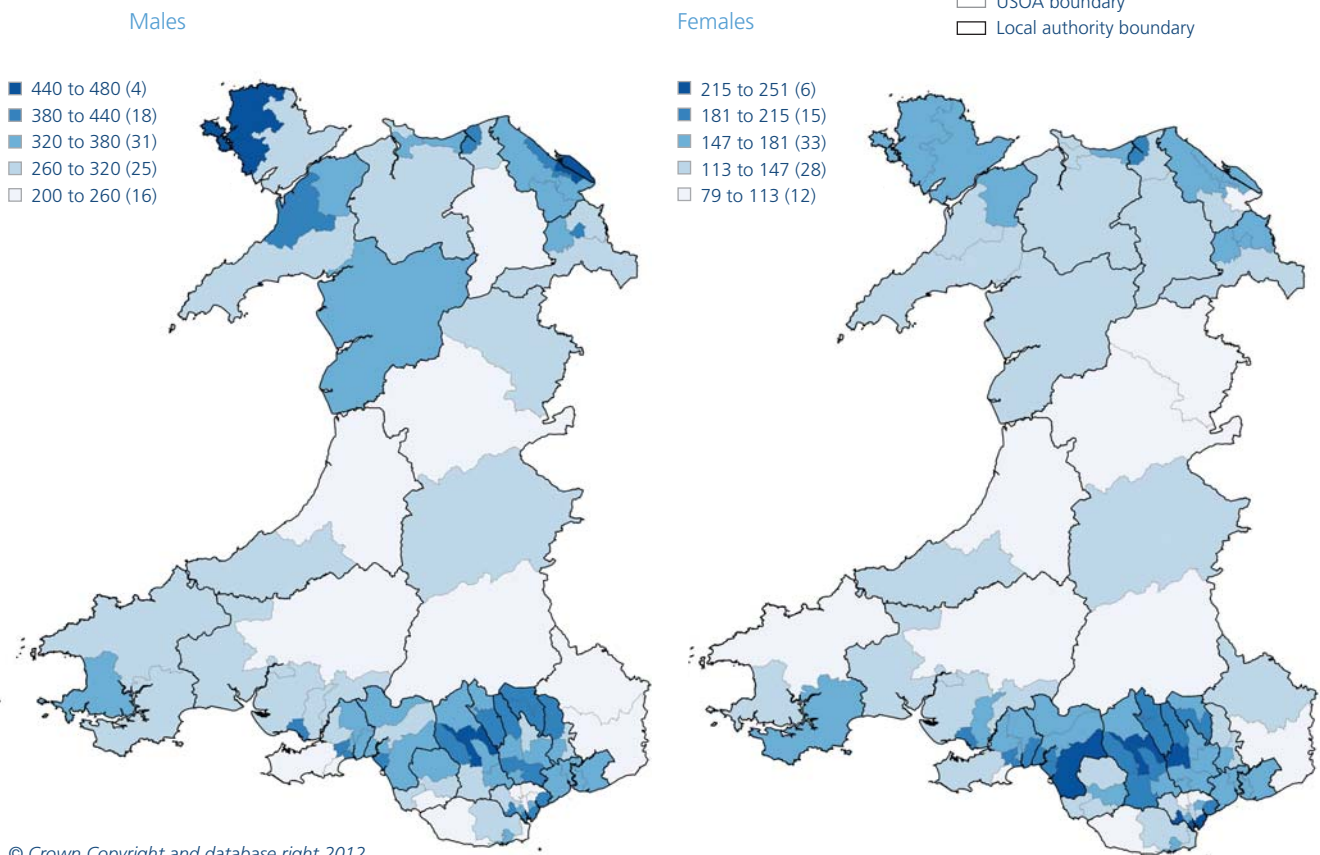 USOA boundary
Males
Females
Local authority boundary
440 to 480 (4)
380 to 440 (18)
320 to 380 (31)
260 to 320 (25)
200 to 260 (16)
215 to 251 (6)
181 to 215 (15)
147 to 181 (33)
113 to 147 (28)
79 to 113 (12)
© Crown Copyright and database right 2012